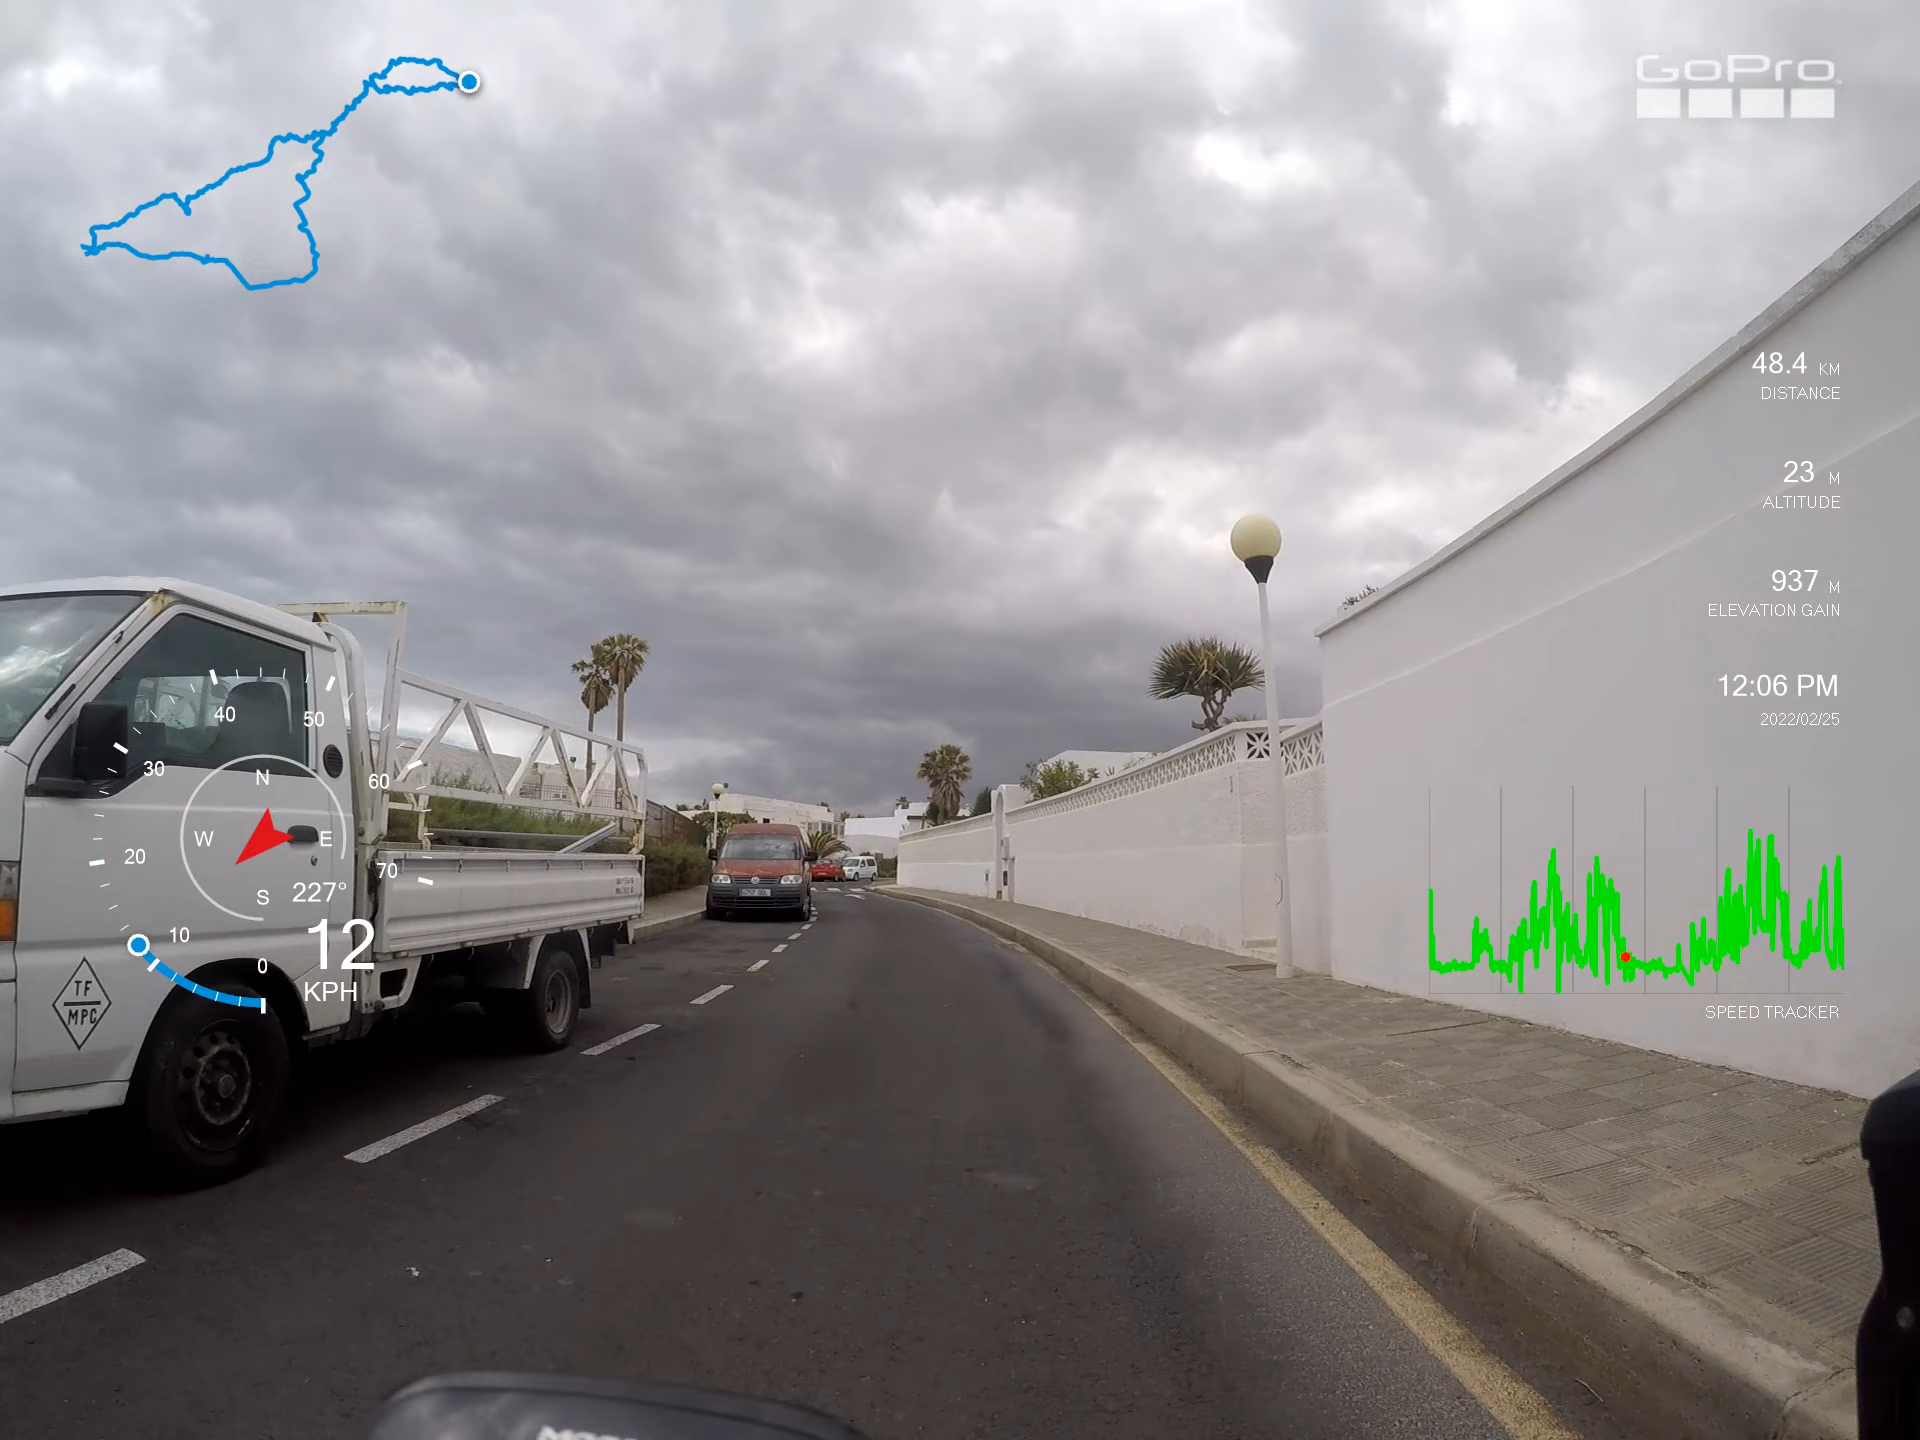 GoPro
48.4 KM
DISTANCE
23 M
ALTITUDE
937 M
ELEVATION GAIN
12:06 PM
2022/02/25
SPEED TRACKER
0
10
20
30
40
50
60
70
N
W
E
S
227°
12
KPH
TF
MPC